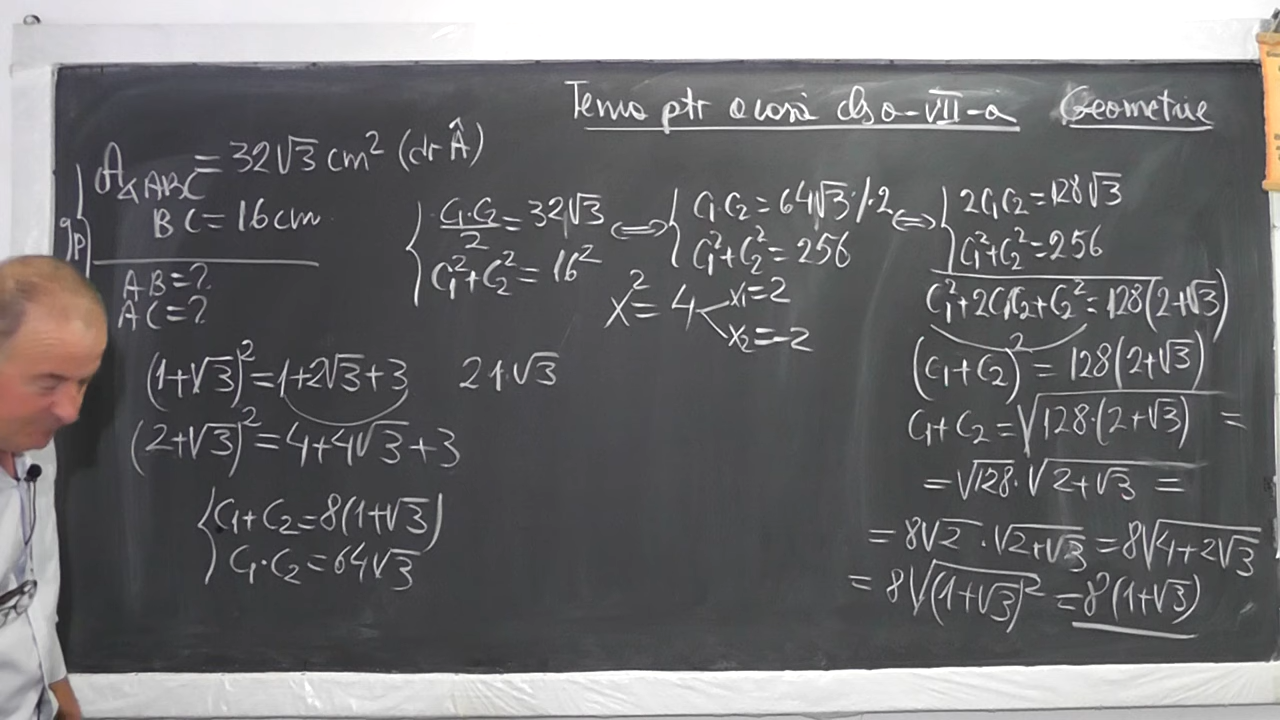 Tema ptr acasă clsa-VII-a Geometrie
A△ABC = 32√3 cm² (dr Â)
BC = 16 cm
9p
AB = ?
AC = ?
(1+√3)² = 1+2√3+3
(2+√3)² = 4+4√3+3
{ C₁+C₂ = 8(1+√3)
C₁·C₂ = 64√3
{ C₁·C₂/2 = 32√3
C₁²+C₂² = 16²
⇔
{ C₁·C₂ = 64√3 /·2
C₁²+C₂² = 256
⇔
x² = 4 < x₁ = 2
x₂ = -2
2·1·√3
{ 2C₁C₂ = 128√3
C₁²+C₂² = 256
C₁²+2C₁C₂+C₂² = 128(2+√3)
(C₁+C₂)² = 128(2+√3)
C₁+C₂ = √128·(2+√3) =
= √128·√2+√3 =
= 8√2·√2+√3 = 8√4+2√3
= 8√(1+√3)² = 8(1+√3)